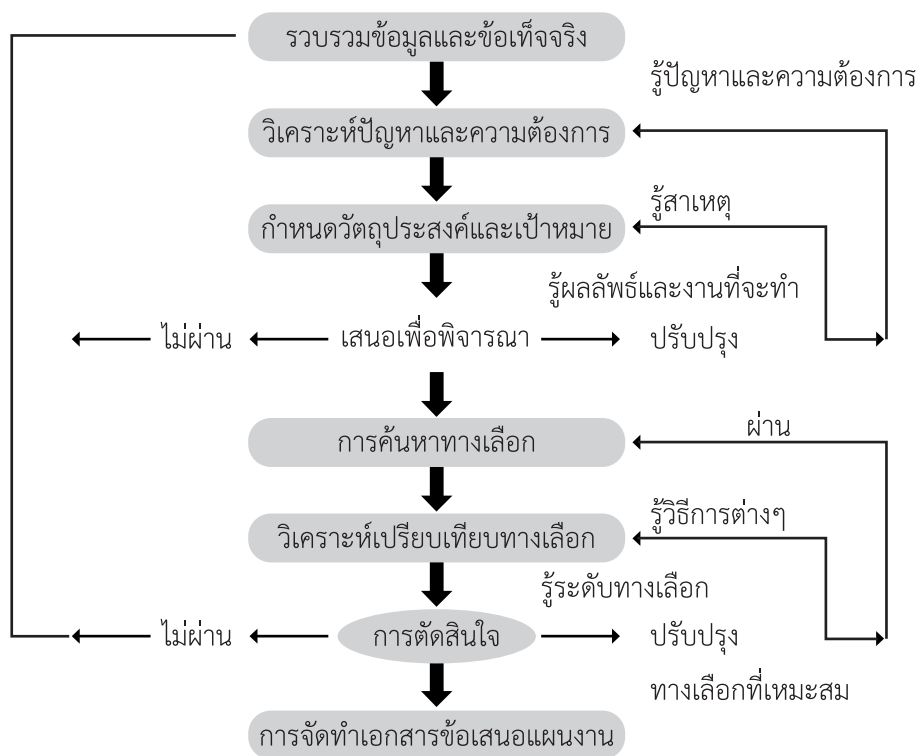 รวบรวมข้อมูลและข้อเท็จจริง
รู้ปัญหาและความต้องการ
วิเคราะห์ปัญหาและความต้องการ
รู้สาเหตุ
กำหนดวัตถุประสงค์และเป้าหมาย
รู้ผลลัพธ์และงานที่จะทำ
ไม่ผ่าน เสนอเพื่อพิจารณา ปรับปรุง
ผ่าน
การค้นหาทางเลือก
รู้วิธีการต่างๆ
วิเคราะห์เปรียบเทียบทางเลือก
รู้ระดับทางเลือก
ไม่ผ่าน การตัดสินใจ ปรับปรุง
ทางเลือกที่เหมะสม
การจัดทำเอกสารข้อเสนอแผนงาน